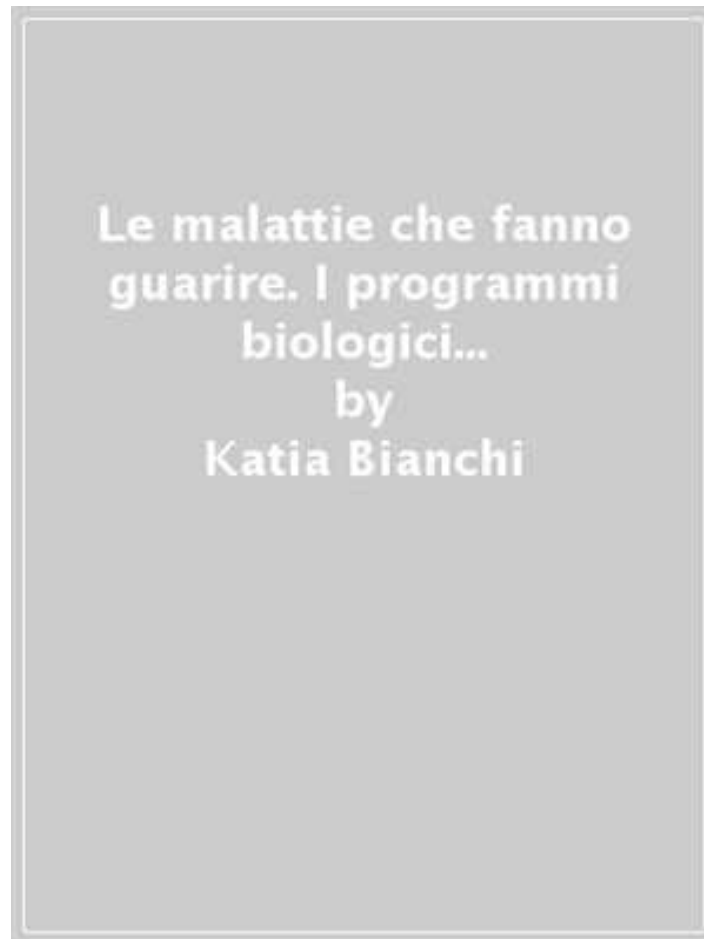 Le malattie che fanno
guarire. I programmi
biologici...
by
Katia Bianchi